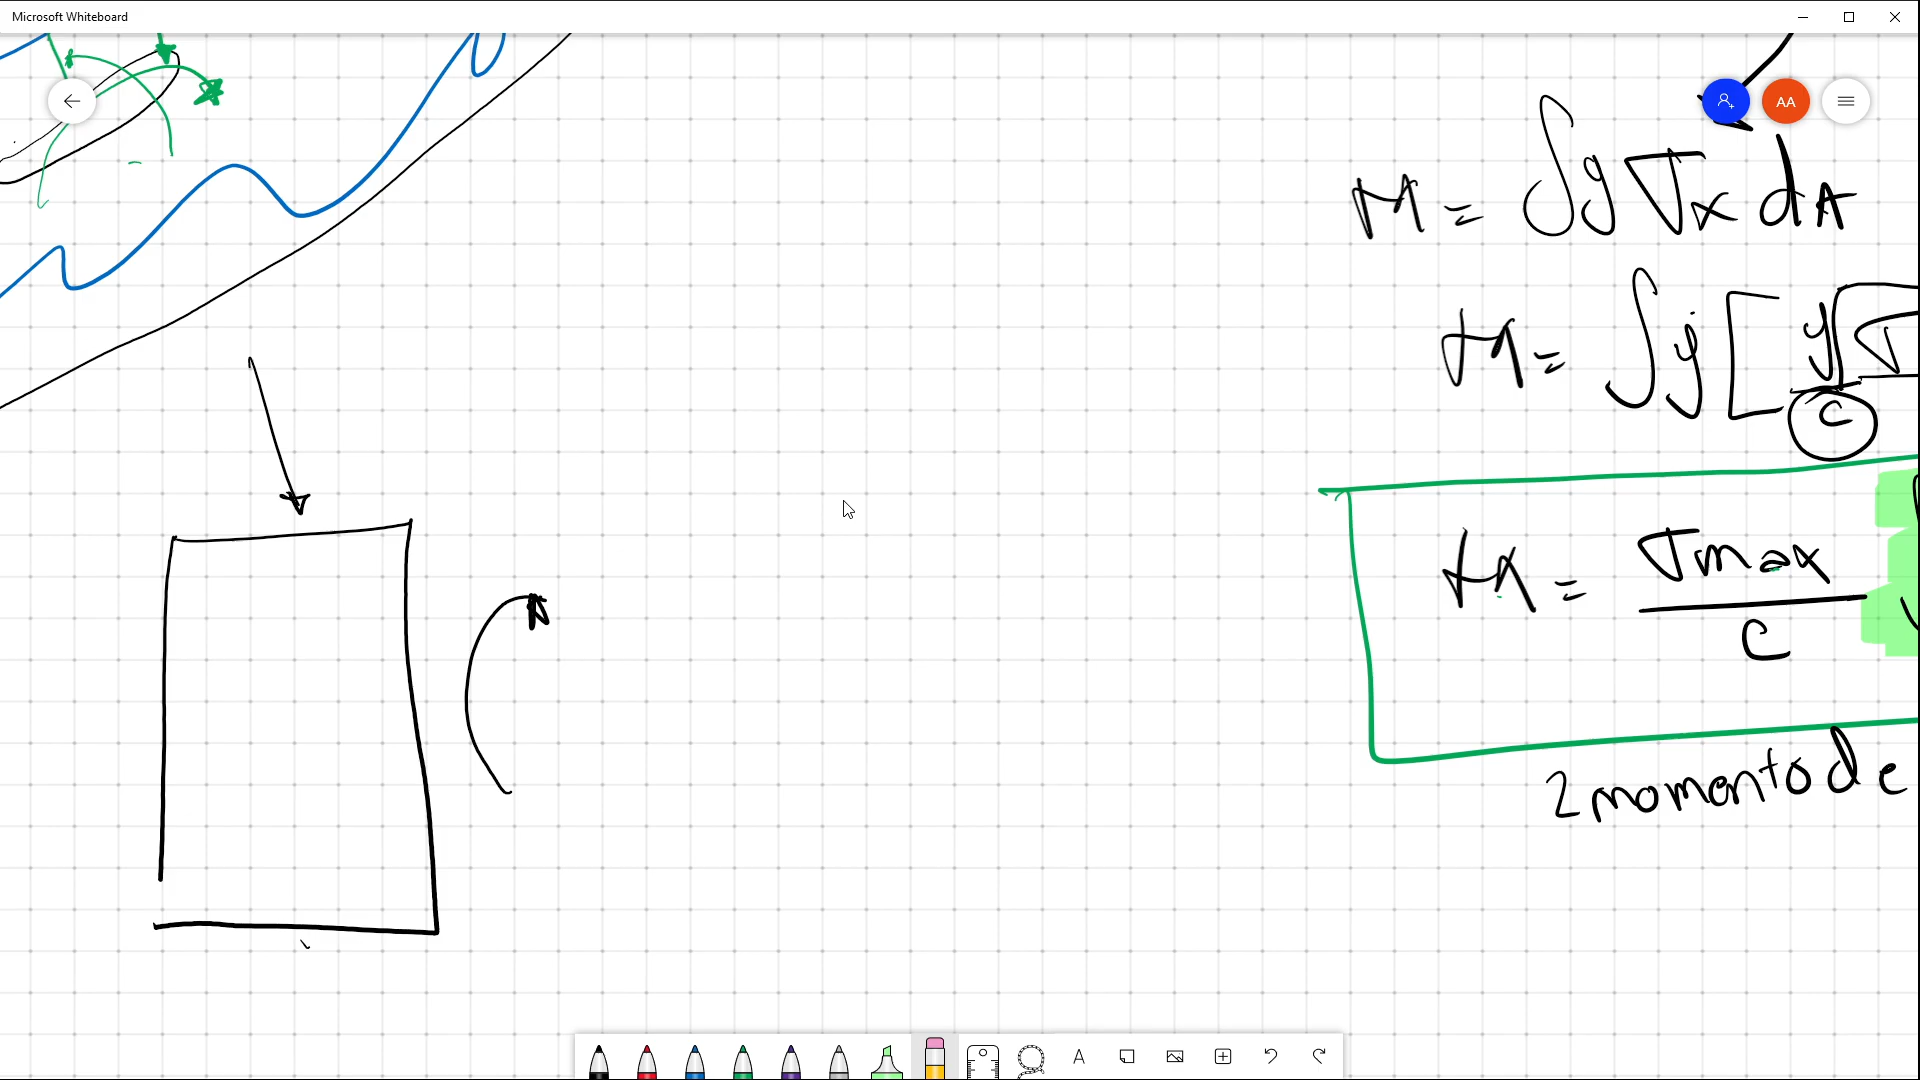 Microsoft Whiteboard
AA
M = ∫y σx dA
M = ∫y [ y σ
c
M = σmax
c
2 momento de
A